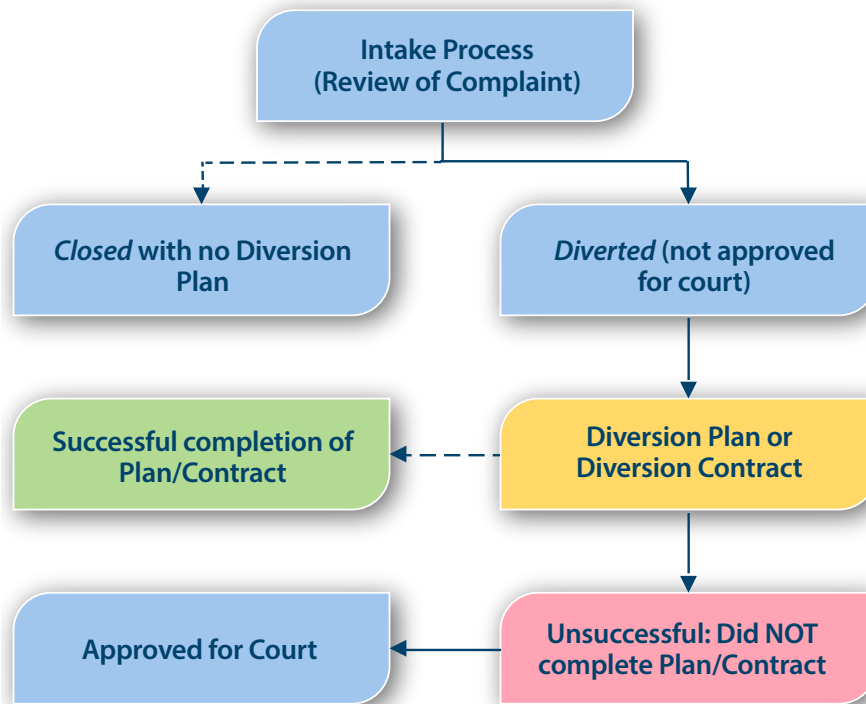 Intake Process
(Review of Complaint)
Closed with no Diversion
Plan
Diverted (not approved
for court)
Successful completion of
Plan/Contract
Diversion Plan or
Diversion Contract
Approved for Court
Unsuccessful: Did NOT
complete Plan/Contract